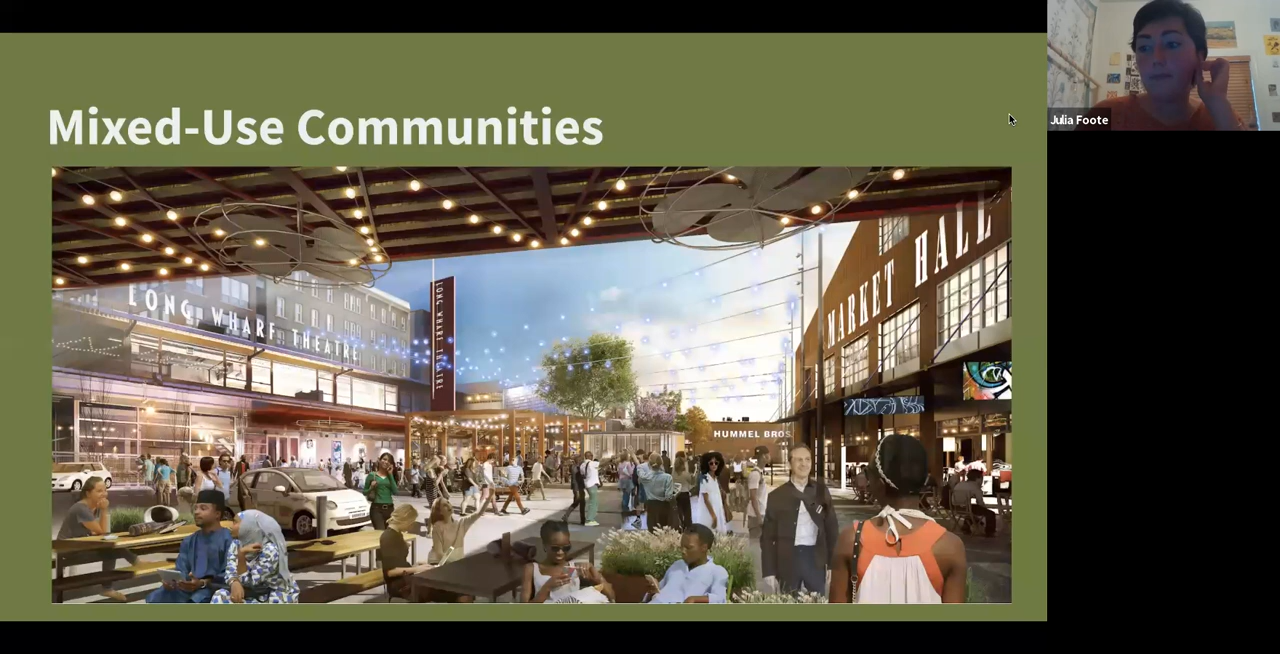 Mixed-Use Communities
Julia Foote
LONG WHARF THEATRE
LONG WHARF THEATRE
MARKET HALL
HUMMEL BROS